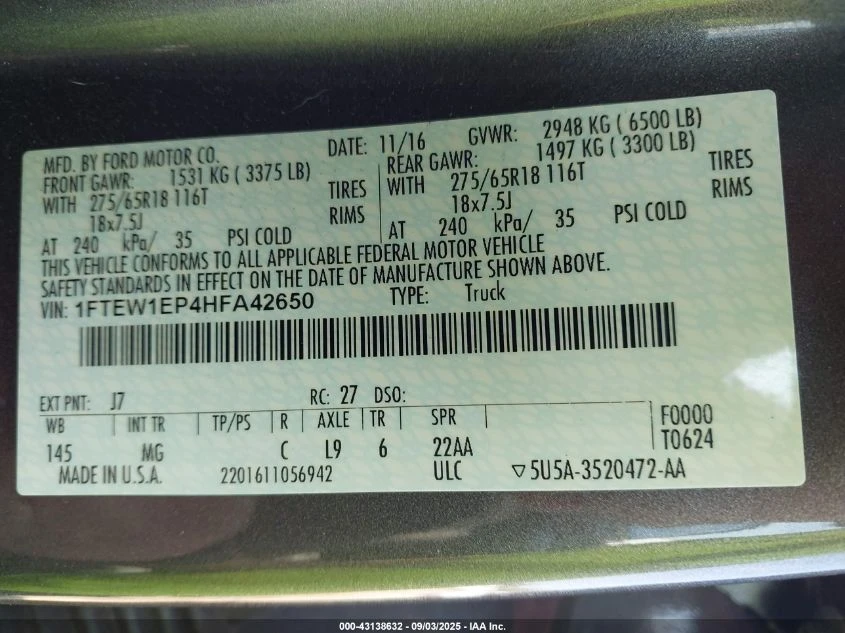 MFD. BY FORD MOTOR CO.
DATE: 11/16 GVWR: 2948 KG ( 6500 LB)
FRONT GAWR: 1531 KG ( 3375 LB)
REAR GAWR: 1497 KG ( 3300 LB)
WITH 275/65R18 116T TIRES
WITH 275/65R18 116T TIRES
18x7.5J RIMS
18x7.5J RIMS
AT 240 kPa/ 35 PSI COLD
AT 240 kPa/ 35 PSI COLD
THIS VEHICLE CONFORMS TO ALL APPLICABLE FEDERAL MOTOR VEHICLE
SAFETY STANDARDS IN EFFECT ON THE DATE OF MANUFACTURE SHOWN ABOVE.
VIN: 1FTEW1EP4HFA42650 TYPE: Truck
EXT PNT: J7 RC: 27 DSO:
WB INT TR TP/PS R AXLE TR SPR F0000
145 MG C L9 6 22AA T0624
MADE IN U.S.A. 2201611056942 ULC ▽5U5A-3520472-AA
000-43138632 - 09/03/2025 - IAA Inc.